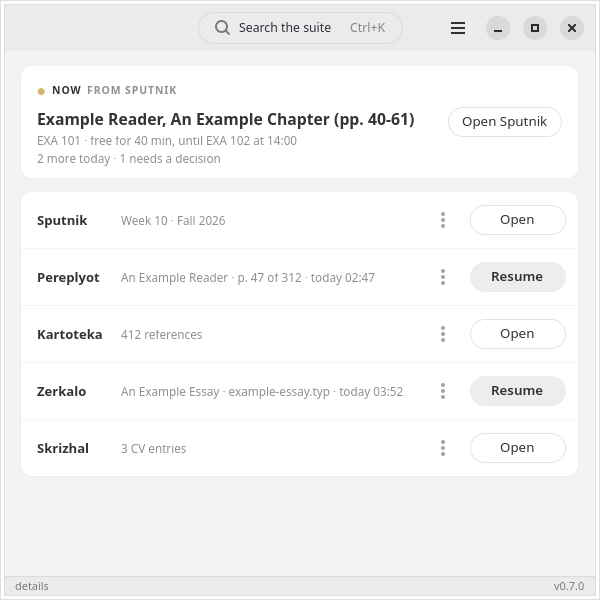 Search the suite Ctrl+K
NOW FROM SPUTNIK
Example Reader, An Example Chapter (pp. 40-61)
EXA 101 · free for 40 min, until EXA 102 at 14:00
2 more today · 1 needs a decision
Open Sputnik
Sputnik Week 10 · Fall 2026 Open
Pereplyot An Example Reader · p. 47 of 312 · today 02:47 Resume
Kartoteka 412 references Open
Zerkalo An Example Essay · example-essay.typ · today 03:52 Resume
Skrizhal 3 CV entries Open
details v0.7.0